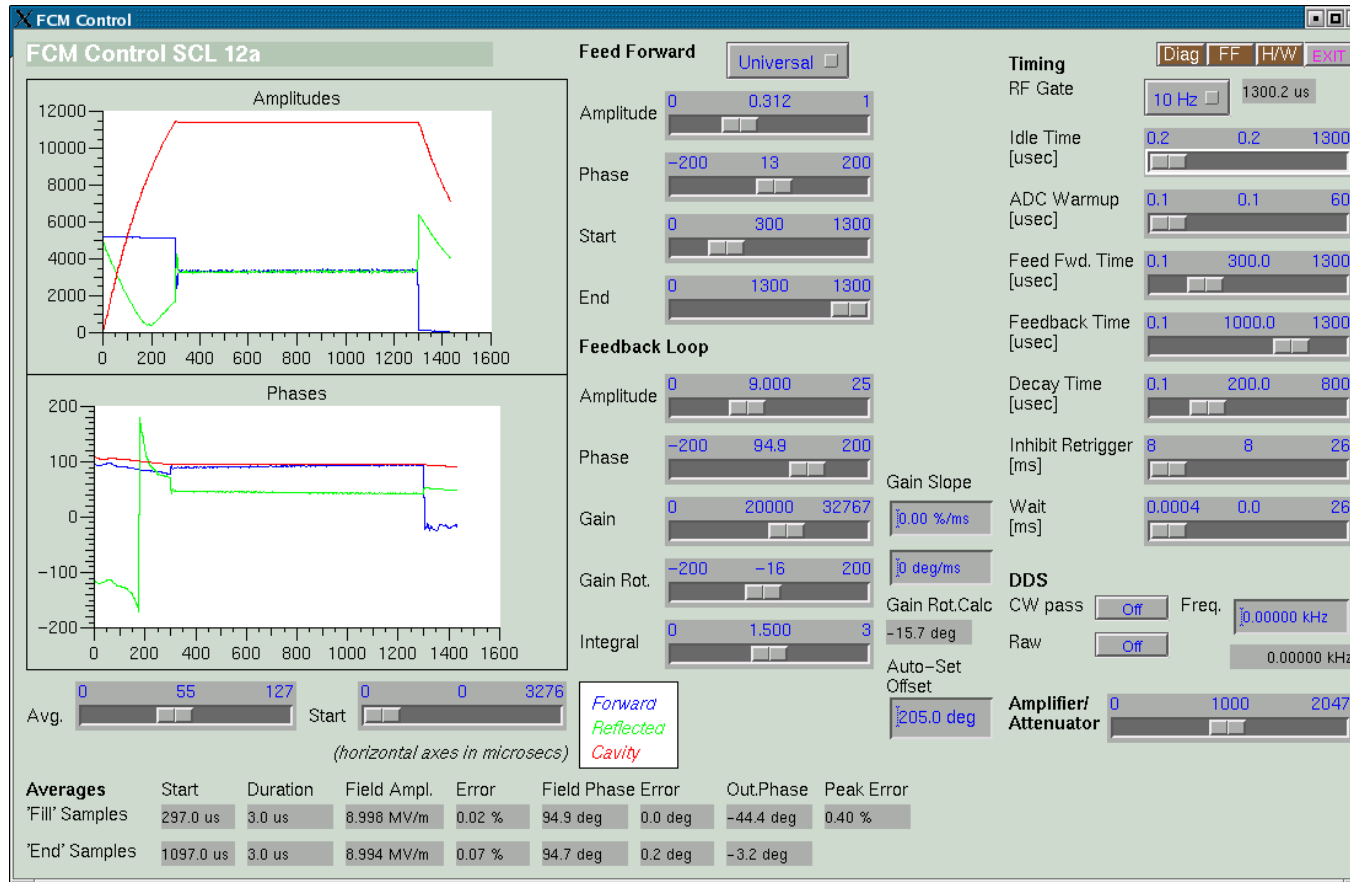 FCM Control
FCM Control SCL 12a
Amplitudes
12000
10000
8000
6000
4000
2000
0
0 200 400 600 800 1000 1200 1400 1600
Phases
200
100
0
−100
−200
0 200 400 600 800 1000 1200 1400 1600
Avg. 0 55 127
Start 0 0 3276
(horizontal axes in microsecs)
Forward
Reflected
Cavity
Feed Forward Universal
Amplitude 0 0.312 1
Phase −200 13 200
Start 0 300 1300
End 0 1300 1300
Feedback Loop
Amplitude 0 9.000 25
Phase −200 94.9 200
Gain 0 20000 32767
Gain Rot. −200 −16 200
Integral 0 1.500 3
Gain Slope
0.00 %/ms
0 deg/ms
Gain Rot.Calc
−15.7 deg
Auto−Set
Offset
205.0 deg
Diag FF H/W EXIT
Timing
RF Gate 10 Hz 1300.2 us
Idle Time 0.2 0.2 1300
[usec]
ADC Warmup 0.1 0.1 60
[usec]
Feed Fwd. Time 0.1 300.0 1300
[usec]
Feedback Time 0.1 1000.0 1300
[usec]
Decay Time 0.1 200.0 800
[usec]
Inhibit Retrigger 8 8 26
[ms]
Wait 0.0004 0.0 26
[ms]
DDS
CW pass Off Freq. 0.00000 kHz
Raw Off 0.00000 kHz
Amplifier/ 0 1000 2047
Attenuator
Averages Start Duration Field Ampl. Error Field Phase Error Out.Phase Peak Error
'Fill' Samples 297.0 us 3.0 us 8.998 MV/m 0.02 % 94.9 deg 0.0 deg −44.4 deg 0.40 %
'End' Samples 1097.0 us 3.0 us 8.994 MV/m 0.07 % 94.7 deg 0.2 deg −3.2 deg